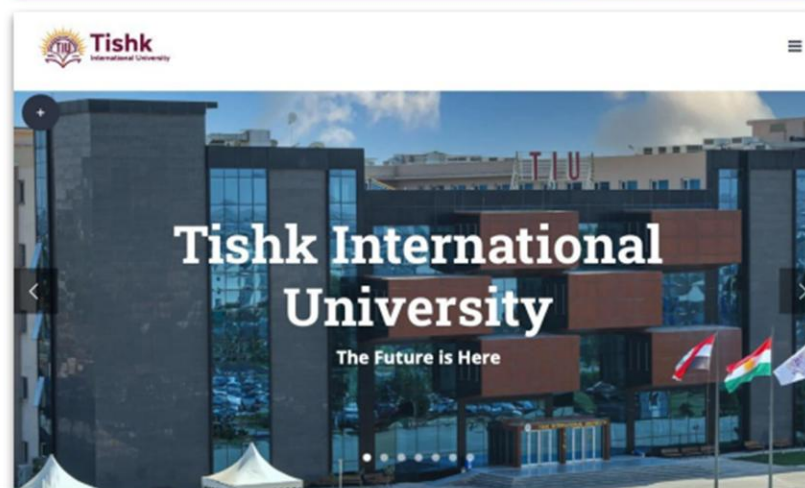 Tishk
International University
TIU
Tishk International
University
The Future is Here